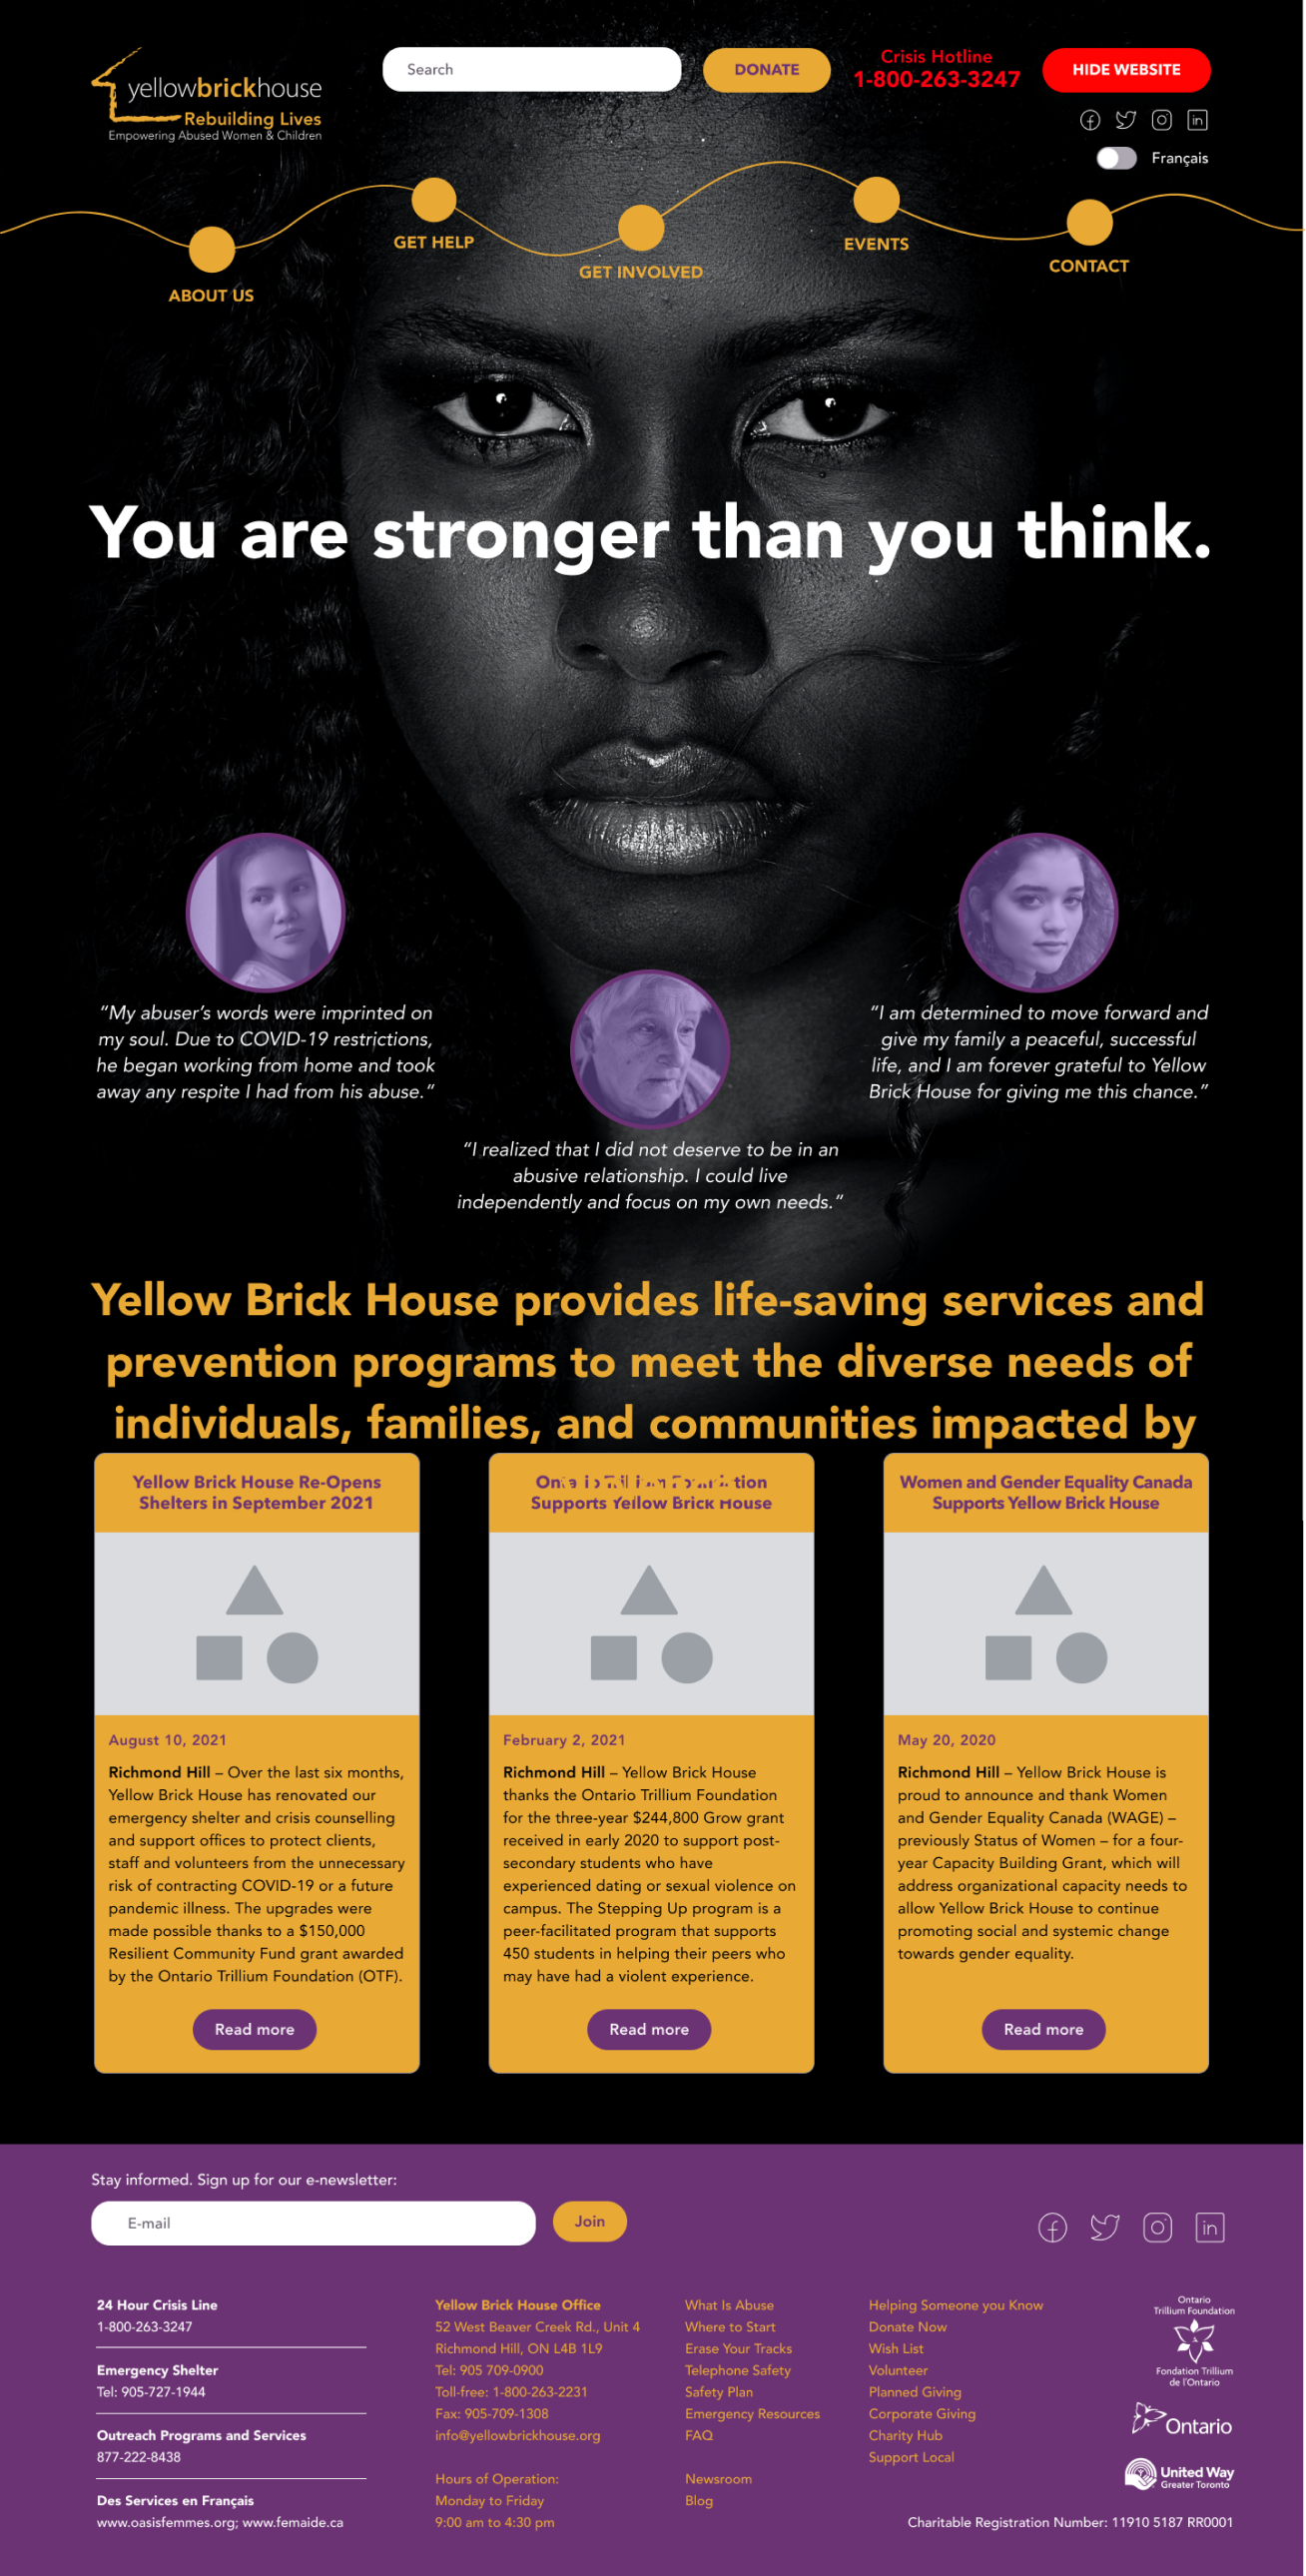 yellowbrickhouse
Rebuilding Lives
Empowering Abused Women & Children
Search
DONATE
Crisis Hotline
1-800-263-3247
HIDE WEBSITE
Français
ABOUT US
GET HELP
GET INVOLVED
EVENTS
CONTACT
You are stronger than you think.
“My abuser’s words were imprinted on
my soul. Due to COVID-19 restrictions,
he began working from home and took
away any respite I had from his abuse.”
“I realized that I did not deserve to be in an
abusive relationship. I could live
independently and focus on my own needs.”
“I am determined to move forward and
give my family a peaceful, successful
life, and I am forever grateful to Yellow
Brick House for giving me this chance.”
Yellow Brick House provides life-saving services and
prevention programs to meet the diverse needs of
individuals, families, and communities impacted by
Yellow Brick House Re-Opens
Shelters in September 2021
August 10, 2021
Richmond Hill – Over the last six months,
Yellow Brick House has renovated our
emergency shelter and crisis counselling
and support offices to protect clients,
staff and volunteers from the unnecessary
risk of contracting COVID-19 or a future
pandemic illness. The upgrades were
made possible thanks to a $150,000
Resilient Community Fund grant awarded
by the Ontario Trillium Foundation (OTF).
Read more
Supports Yellow Brick House
February 2, 2021
Richmond Hill – Yellow Brick House
thanks the Ontario Trillium Foundation
for the three-year $244,800 Grow grant
received in early 2020 to support post-
secondary students who have
experienced dating or sexual violence on
campus. The Stepping Up program is a
peer-facilitated program that supports
450 students in helping their peers who
may have had a violent experience.
Read more
Women and Gender Equality Canada
Supports Yellow Brick House
May 20, 2020
Richmond Hill – Yellow Brick House is
proud to announce and thank Women
and Gender Equality Canada (WAGE) –
previously Status of Women – for a four-
year Capacity Building Grant, which will
address organizational capacity needs to
allow Yellow Brick House to continue
promoting social and systemic change
towards gender equality.
Read more
Stay informed. Sign up for our e-newsletter:
E-mail
Join
in
24 Hour Crisis Line
1-800-263-3247
Emergency Shelter
Tel: 905-727-1944
Outreach Programs and Services
877-222-8438
Des Services en Français
www.oasisfemmes.org; www.femaide.ca
Yellow Brick House Office
52 West Beaver Creek Rd., Unit 4
Richmond Hill, ON L4B 1L9
Tel: 905 709-0900
Toll-free: 1-800-263-2231
Fax: 905-709-1308
info@yellowbrickhouse.org
Hours of Operation:
Monday to Friday
9:00 am to 4:30 pm
What Is Abuse
Where to Start
Erase Your Tracks
Telephone Safety
Safety Plan
Emergency Resources
FAQ
Newsroom
Blog
Helping Someone you Know
Donate Now
Wish List
Volunteer
Planned Giving
Corporate Giving
Charity Hub
Support Local
Ontario
Trillium Foundation
Fondation Trillium
de l’Ontario
Ontario
United Way
Greater Toronto
Charitable Registration Number: 11910 5187 RR0001